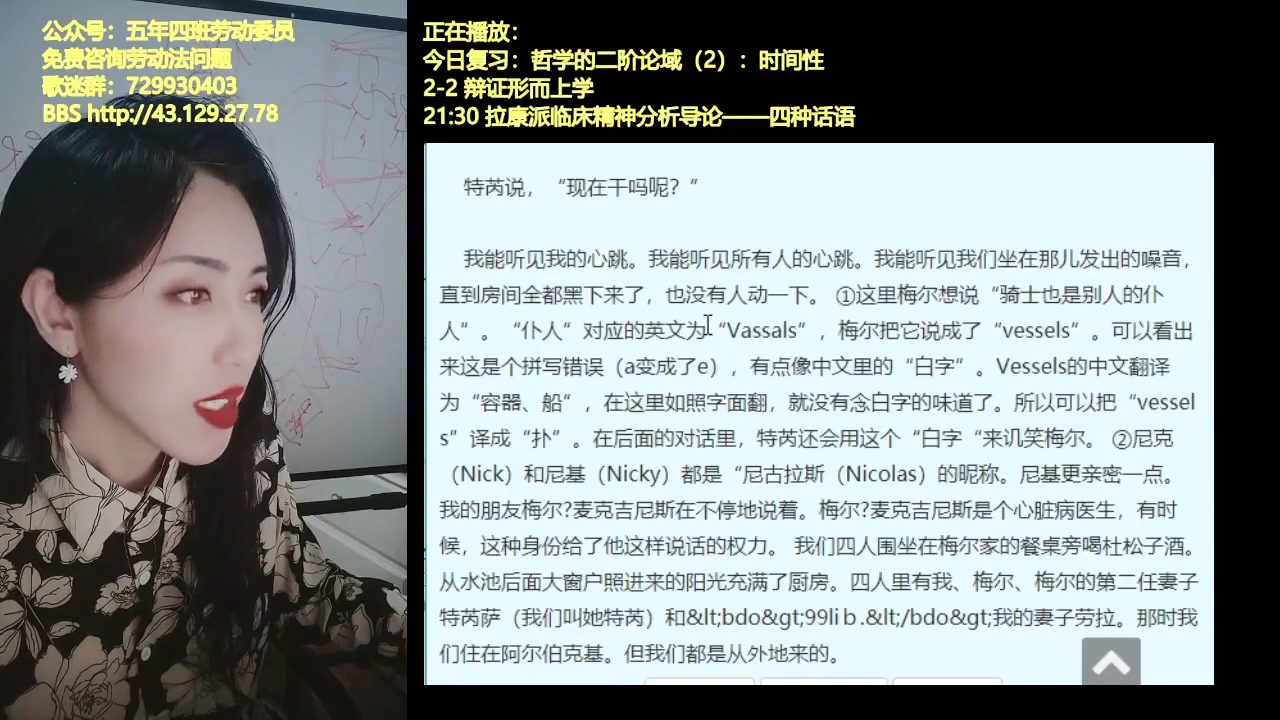 公众号：五年四班劳动委员
免费咨询劳动法问题
歌迷群：729930403
BBS http://43.129.27.78
正在播放：
今日复习：哲学的二阶论域（2）：时间性
2-2 辩证形而上学
21:30 拉康派临床精神分析导论——四种话语
特芮说，“现在干吗呢？“
我能听见我的心跳。我能听见所有人的心跳。我能听见我们坐在那儿发出的噪音，
直到房间全都黑下来了，也没有人动一下。 ①这里梅尔想说“骑士也是别人的仆
人”。“仆人”对应的英文为“Vassals”，梅尔把它说成了“vessels”。可以看出
来这是个拼写错误（a变成了e），有点像中文里的“白字”。Vessels的中文翻译
为“容器、船”，在这里如照字面翻，就没有念白字的味道了。所以可以把“vessel
s”译成“扑”。在后面的对话里，特芮还会用这个“白字“来讥笑梅尔。 ②尼克
（Nick）和尼基（Nicky）都是“尼古拉斯（Nicolas）的昵称。尼基更亲密一点。
我的朋友梅尔?麦克吉尼斯在不停地说着。梅尔?麦克吉尼斯是个心脏病医生，有时
候，这种身份给了他这样说话的权力。 我们四人围坐在梅尔家的餐桌旁喝杜松子酒。
从水池后面大窗户照进来的阳光充满了厨房。四人里有我、梅尔、梅尔的第二任妻子
特芮萨（我们叫她特芮）和&lt;bdo&gt;99lib.&lt;/bdo&gt;我的妻子劳拉。那时我
们住在阿尔伯克基。但我们都是从外地来的。